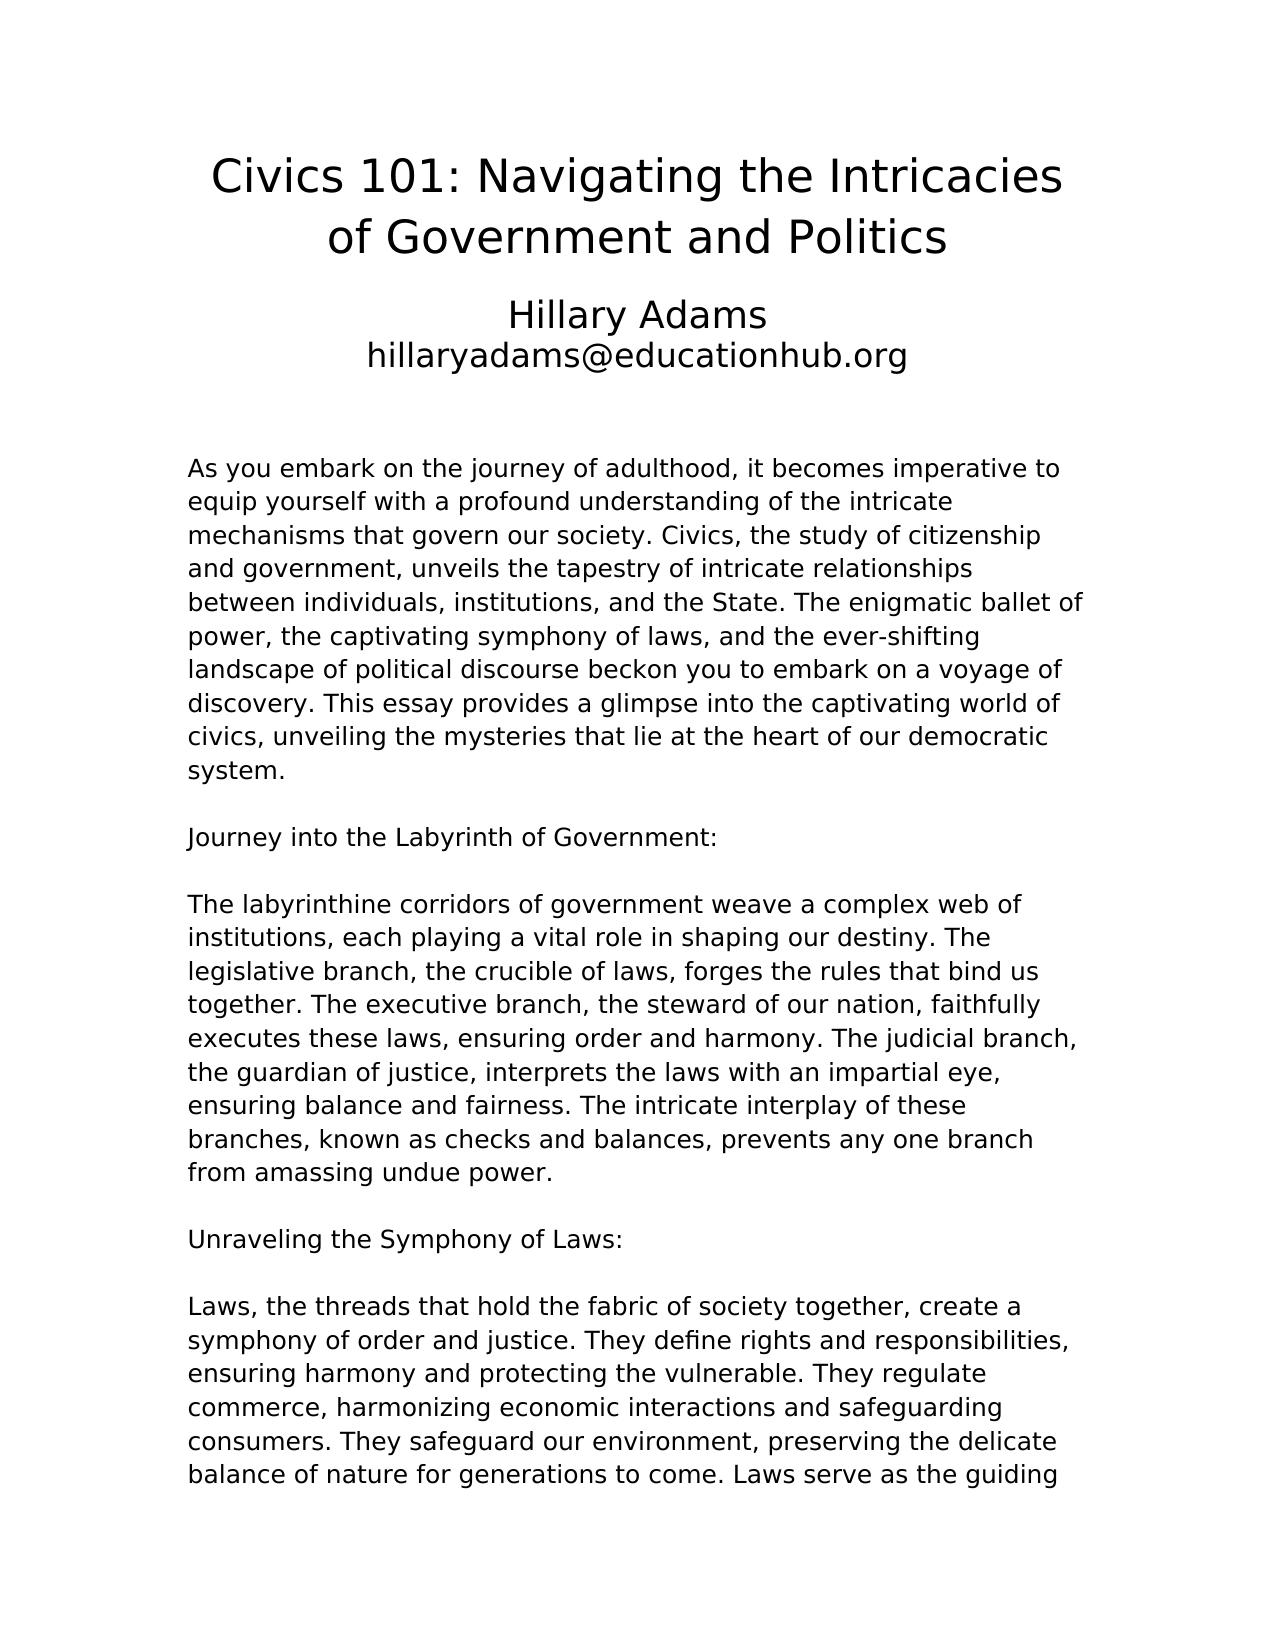 Civics 101: Navigating the Intricacies
of Government and Politics
Hillary Adams
hillaryadams@educationhub.org
As you embark on the journey of adulthood, it becomes imperative to
equip yourself with a profound understanding of the intricate
mechanisms that govern our society. Civics, the study of citizenship
and government, unveils the tapestry of intricate relationships
between individuals, institutions, and the State. The enigmatic ballet of
power, the captivating symphony of laws, and the ever-shifting
landscape of political discourse beckon you to embark on a voyage of
discovery. This essay provides a glimpse into the captivating world of
civics, unveiling the mysteries that lie at the heart of our democratic
system.
Journey into the Labyrinth of Government:
The labyrinthine corridors of government weave a complex web of
institutions, each playing a vital role in shaping our destiny. The
legislative branch, the crucible of laws, forges the rules that bind us
together. The executive branch, the steward of our nation, faithfully
executes these laws, ensuring order and harmony. The judicial branch,
the guardian of justice, interprets the laws with an impartial eye,
ensuring balance and fairness. The intricate interplay of these
branches, known as checks and balances, prevents any one branch
from amassing undue power.
Unraveling the Symphony of Laws:
Laws, the threads that hold the fabric of society together, create a
symphony of order and justice. They define rights and responsibilities,
ensuring harmony and protecting the vulnerable. They regulate
commerce, harmonizing economic interactions and safeguarding
consumers. They safeguard our environment, preserving the delicate
balance of nature for generations to come. Laws serve as the guiding